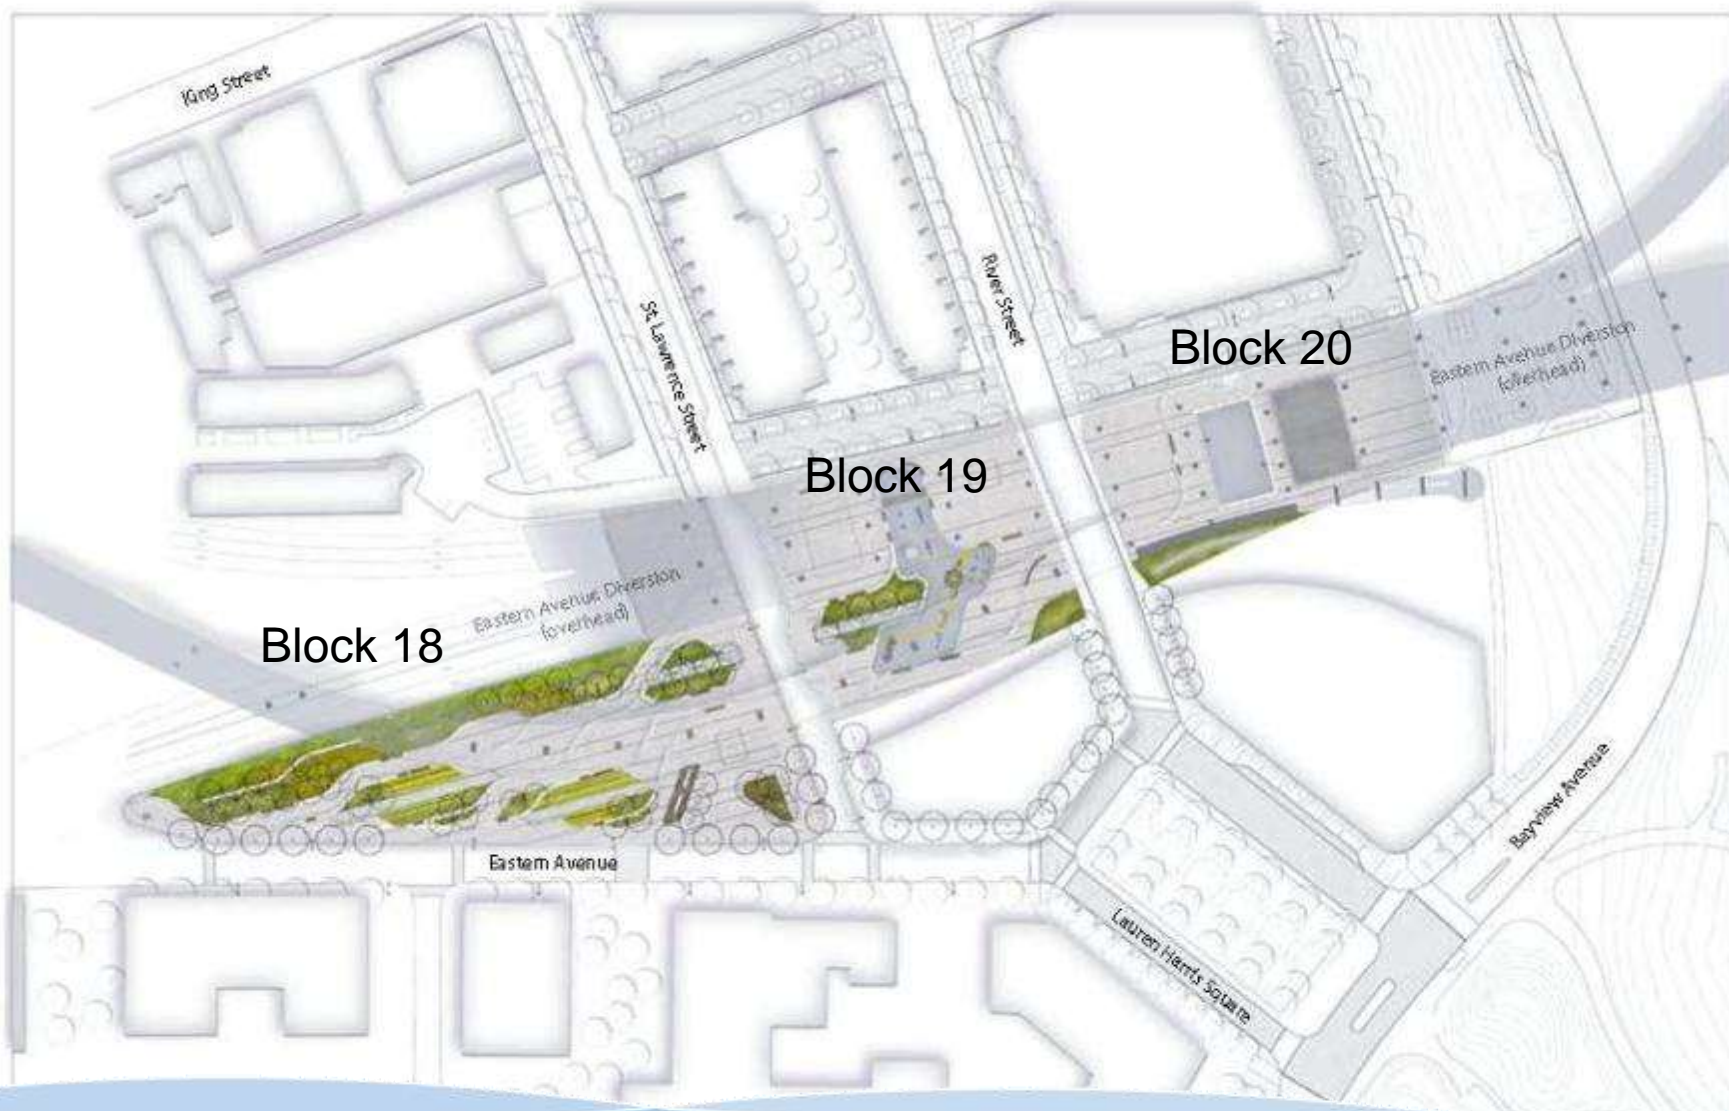 King Street
St. Lawrence Street
River Street
Block 20
Eastern Avenue Diversion
(overhead)
Block 19
Eastern Avenue Diversion
(overhead)
Block 18
Bayview Avenue
Eastern Avenue
Lauren Harris Square